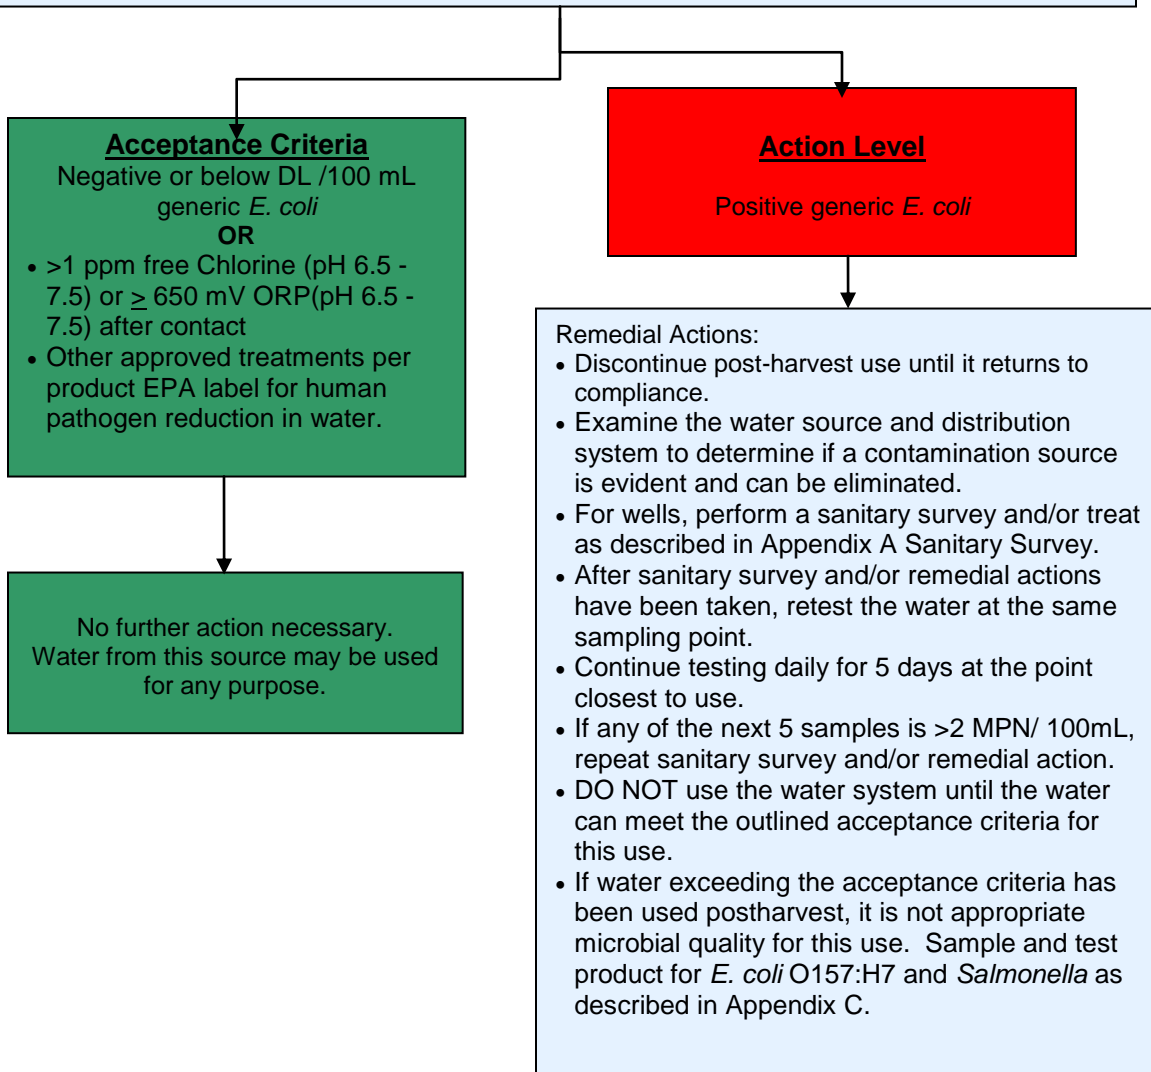 Acceptance Criteria
Negative or below DL /100 mL
generic E. coli
OR
• >1 ppm free Chlorine (pH 6.5 -
7.5) or ≥ 650 mV ORP(pH 6.5 -
7.5) after contact
• Other approved treatments per
product EPA label for human
pathogen reduction in water.
No further action necessary.
Water from this source may be used
for any purpose.
Action Level
Positive generic E. coli
Remedial Actions:
• Discontinue post-harvest use until it returns to
compliance.
• Examine the water source and distribution
system to determine if a contamination source
is evident and can be eliminated.
• For wells, perform a sanitary survey and/or treat
as described in Appendix A Sanitary Survey.
• After sanitary survey and/or remedial actions
have been taken, retest the water at the same
sampling point.
• Continue testing daily for 5 days at the point
closest to use.
• If any of the next 5 samples is >2 MPN/ 100mL,
repeat sanitary survey and/or remedial action.
• DO NOT use the water system until the water
can meet the outlined acceptance criteria for
this use.
• If water exceeding the acceptance criteria has
been used postharvest, it is not appropriate
microbial quality for this use.  Sample and test
product for E. coli O157:H7 and Salmonella as
described in Appendix C.